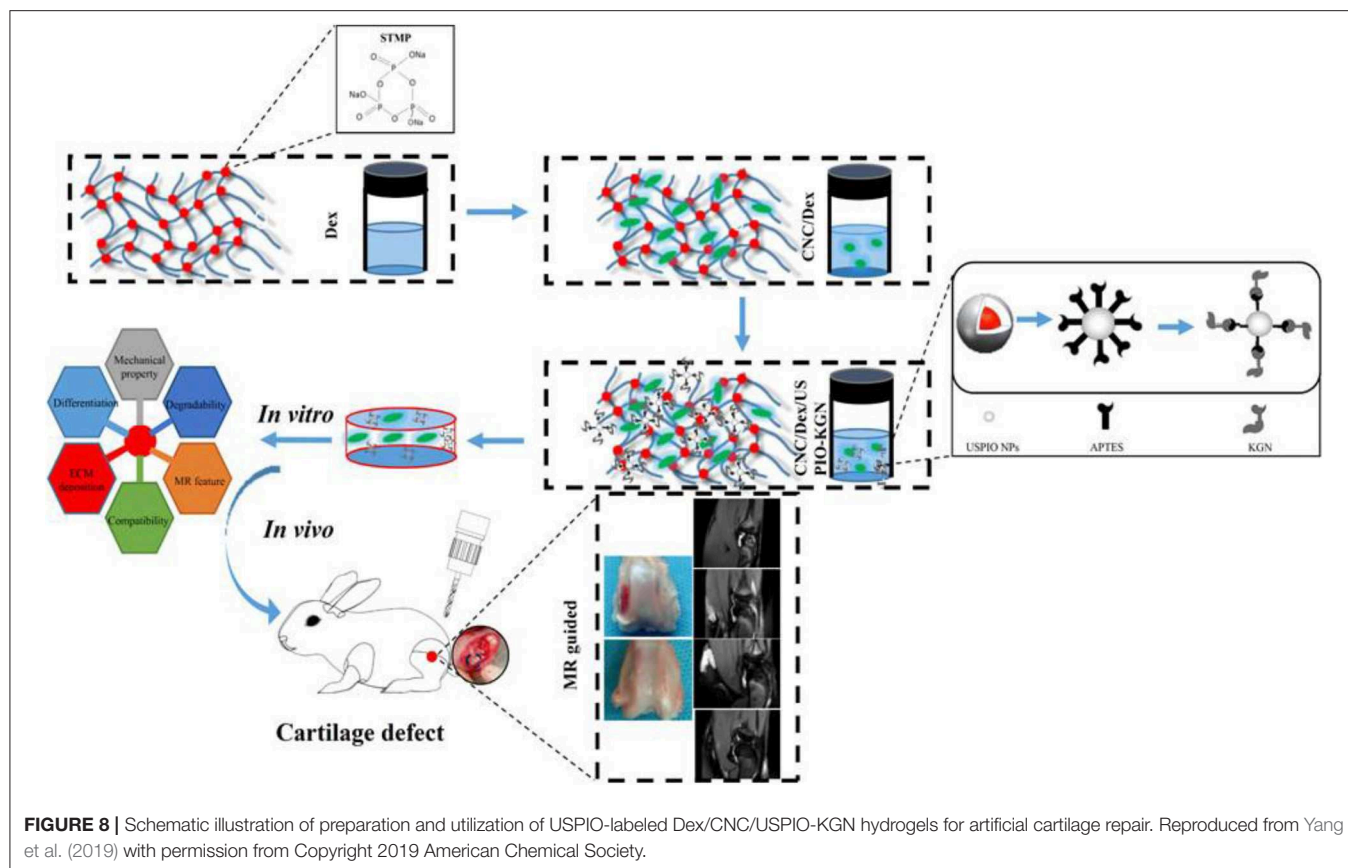 STMP
ONa
O
P
O
O
NaO
P
P
O
O
O
ONa
Dex
CNC/Dex
USPIO NPs
APTES
KGN
CNC/Dex/US
PIO-KGN
Mechanical
property
Differentiation
Degradability
ECM
deposition
MR feature
Compatibility
In vitro
In vivo
MR guided
Cartilage defect
FIGURE 8 | Schematic illustration of preparation and utilization of USPIO-labeled Dex/CNC/USPIO-KGN hydrogels for artificial cartilage repair. Reproduced from Yang
et al. (2019) with permission from Copyright 2019 American Chemical Society.